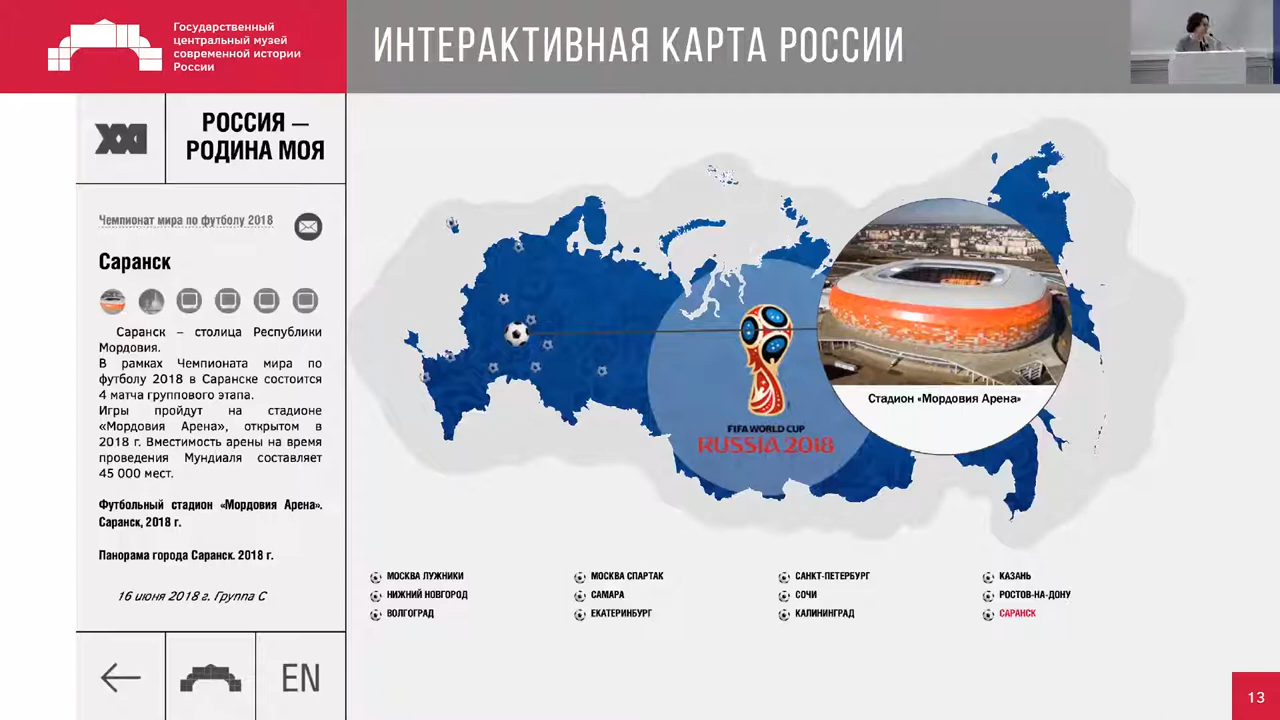 Государственный
центральный музей
современной истории
России
ИНТЕРАКТИВНАЯ КАРТА РОССИИ
XXI
РОССИЯ —
РОДИНА МОЯ
Чемпионат мира по футболу 2018
Саранск
Саранск – столица Республики
Мордовия.
В рамках Чемпионата мира по
футболу 2018 в Саранске состоится
4 матча группового этапа.
Игры пройдут на стадионе
«Мордовия Арена», открытом в
2018 г. Вместимость арены на время
проведения Мундиаля составляет
45 000 мест.
Футбольный стадион «Мордовия Арена».
Саранск, 2018 г.
Панорама города Саранск. 2018 г.
16 июня 2018 г. Группа С
EN
Стадион «Мордовия Арена»
FIFA WORLD CUP
RUSSIA 2018
МОСКВА ЛУЖНИКИ
МОСКВА СПАРТАК
САНКТ-ПЕТЕРБУРГ
КАЗАНЬ
НИЖНИЙ НОВГОРОД
САМАРА
СОЧИ
РОСТОВ-НА-ДОНУ
ВОЛГОГРАД
ЕКАТЕРИНБУРГ
КАЛИНИНГРАД
САРАНСК
13